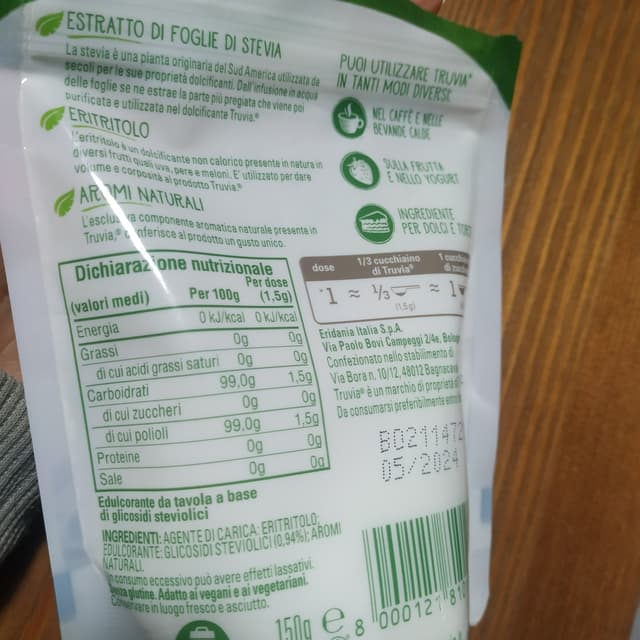 ESTRATTO DI FOGLIE DI STEVIA
La stevia è una pianta originaria del Sud America utilizzata da
secoli per le sue proprietà dolcificanti. Dall'infusione in acqua
delle foglie se ne estrae la parte più pregiata che viene poi
purificata e utilizzata nel dolcificante Truvia.®
ERITRITOLO
L'eritritolo è un dolcificante non calorico presente in natura in
diversi frutti quali uva, pere e meloni. E' utilizzato per dare
volume e corposità al prodotto Truvia.®
AROMI NATURALI
L'esclusiva componente aromatica naturale presente in
Truvia,® conferisce al prodotto un gusto unico.
Dichiarazione nutrizionale
(valori medi) Per 100g Per dose (1,5g)
Energia 0 kJ/kcal 0 kJ/kcal
Grassi 0g 0g
di cui acidi grassi saturi 0g 0g
Carboidrati 99,0g 1,5g
di cui zuccheri 0g 0g
di cui polioli 99,0g 1,5g
Proteine 0g 0g
Sale 0g 0g
Edulcorante da tavola a base
di glicosidi steviolici
INGREDIENTI: AGENTE DI CARICA: ERITRITOLO;
EDULCORANTE: GLICOSIDI STEVIOLICI (0,94%); AROMI
NATURALI.
Un consumo eccessivo può avere effetti lassativi.
Senza glutine. Adatto ai vegani e ai vegetariani.
Conservare in luogo fresco e asciutto.
150g e
PUOI UTILIZZARE TRUVIA®
IN TANTI MODI DIVERSI:
NEL CAFFÈ E NELLE
BEVANDE CALDE
SULLA FRUTTA
E NELLO YOGURT
INGREDIENTE
PER DOLCI E
dose 1/3 cucchiaino di Truvia® 1
di
1 ≈ 1/3 ≈ 1
(1,5g)
Eridania Italia S.p.A.
Via Paolo Bovi Campeggi 2/4e,
Confezionato nello stabilimento di
Via Bora n. 10/12, 48012
Truvia® è un marchio di proprietà
Da consumarsi preferibilmente
BO211472
05/2024
8 000121 810